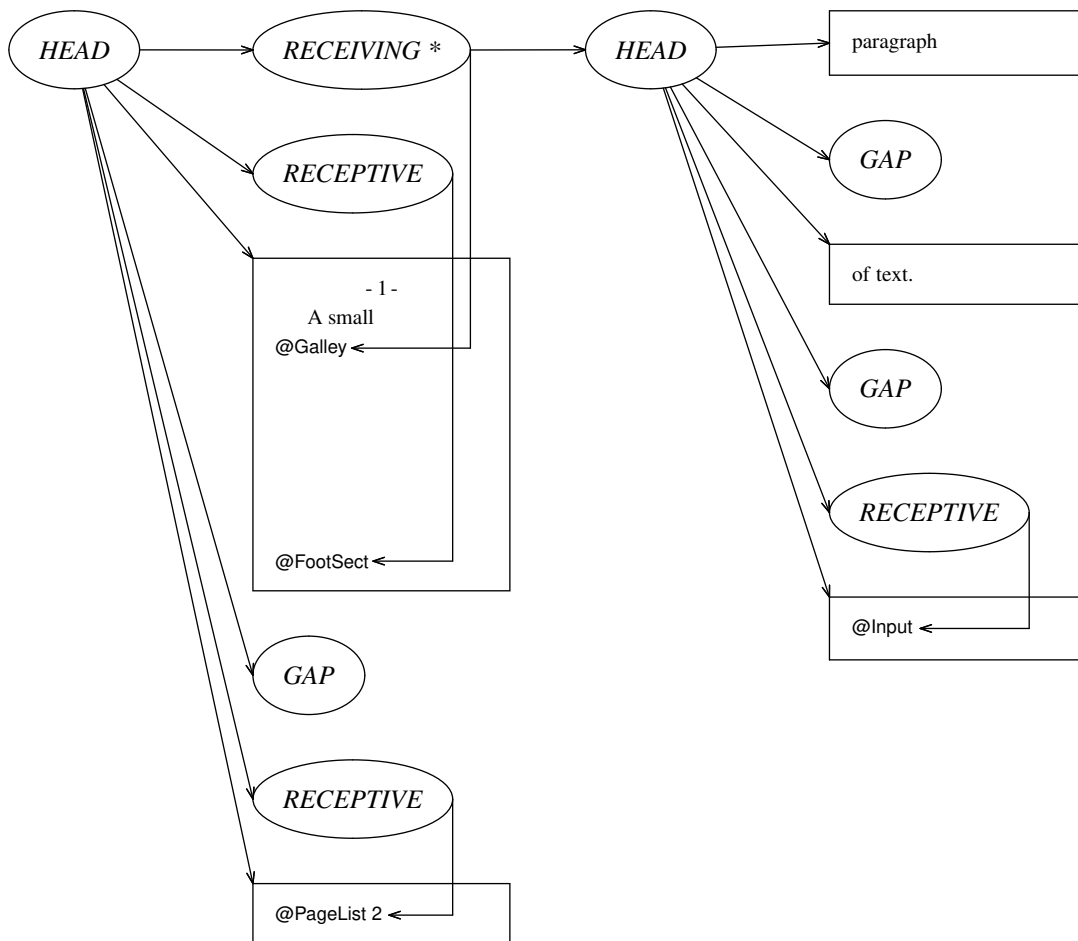 HEAD
RECEIVING *
HEAD
paragraph
RECEPTIVE
GAP
- 1 -
A small
@Galley
of text.
GAP
@FootSect
RECEPTIVE
@Input
GAP
RECEPTIVE
@PageList 2